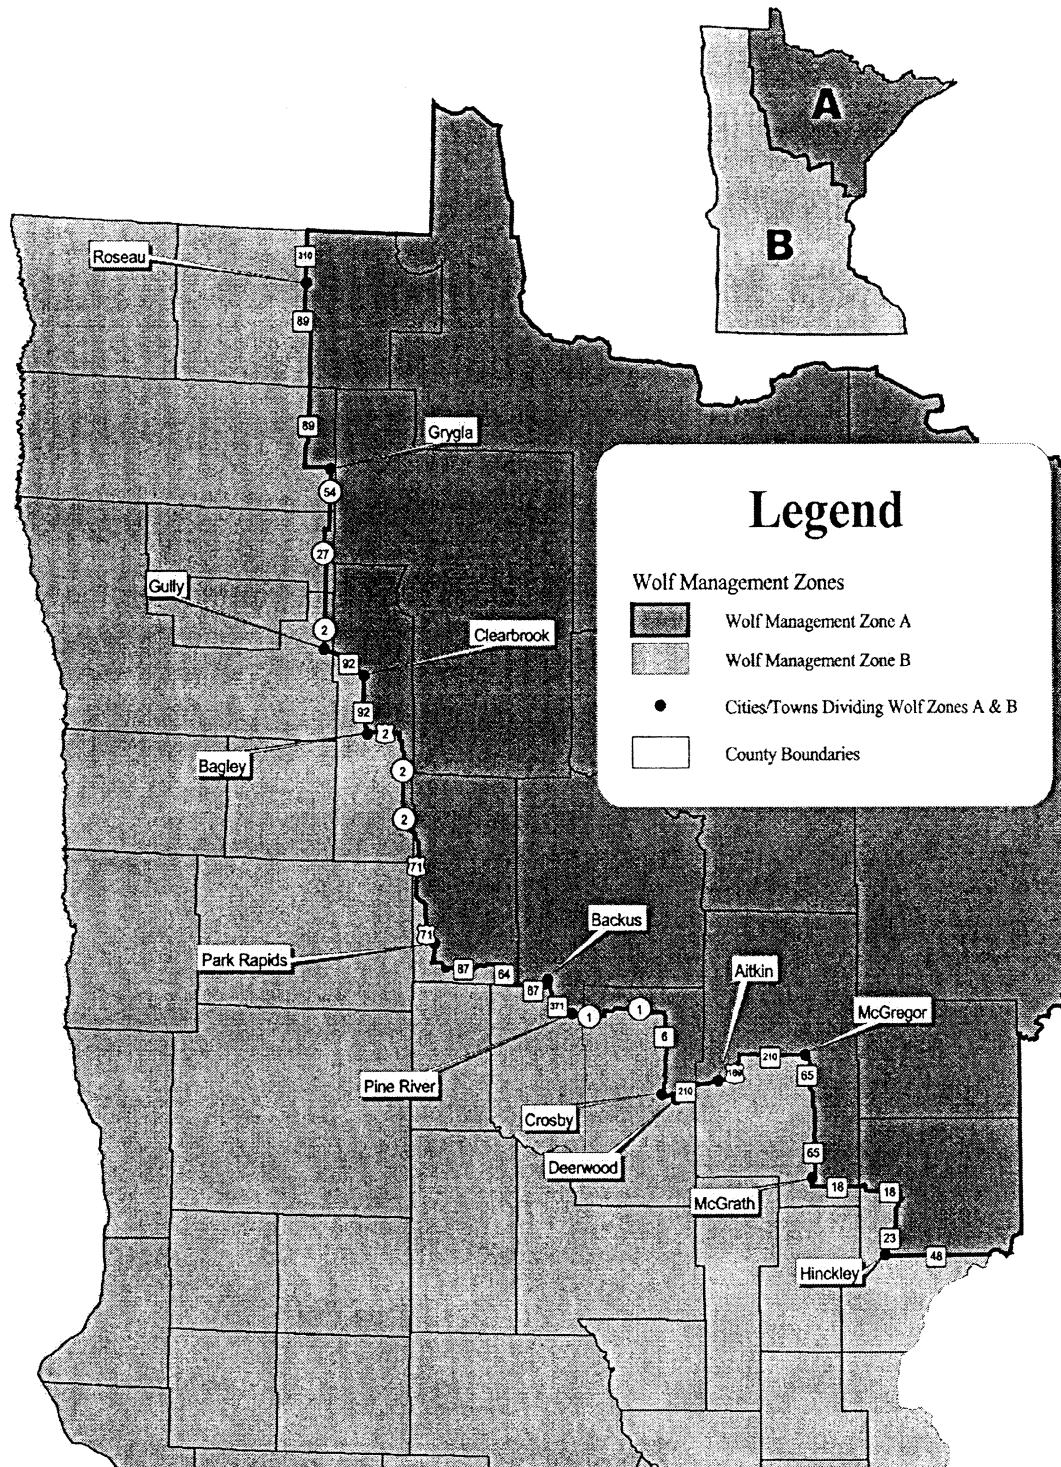 A
B
Roseau
310
89
89
Grygla
54
27
Gully
2
Clearbrook
92
92
Bagley
2
2
2
71
71
Park Rapids
87
64
87
Backus
371
Pine River
1
1
6
Crosby
210
Deerwood
Aitkin
169
210
McGregor
65
65
McGrath
18
18
23
Hinckley
48
Legend
Wolf Management Zones
Wolf Management Zone A
Wolf Management Zone B
Cities/Towns Dividing Wolf Zones A & B
County Boundaries